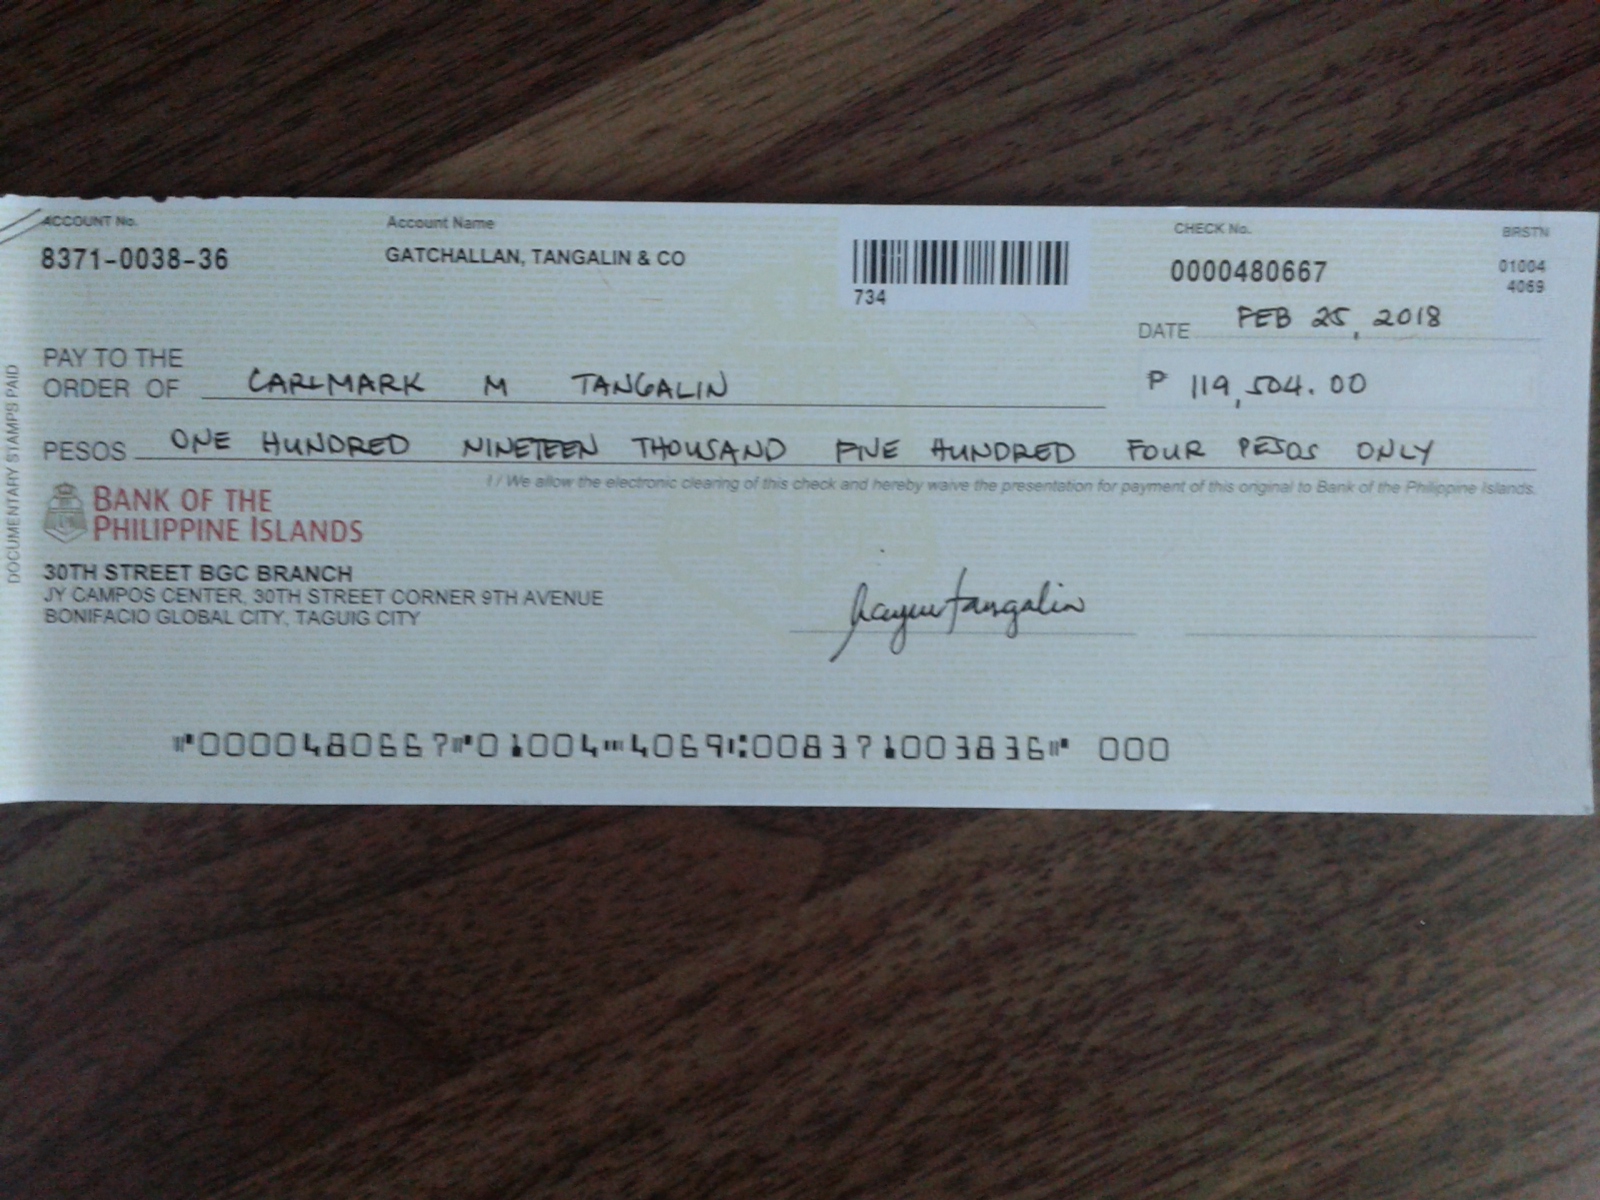 ACCOUNT No. Account Name CHECK No. BRSTN
8371-0038-36 GATCHALLAN, TANGALIN & CO 0000480667 01004
4069
734
DATE FEB 25, 2018
PAY TO THE
ORDER OF CARLMARK M TANGALIN ₱ 119,504.00
PESOS ONE HUNDRED NINETEEN THOUSAND FIVE HUNDRED FOUR PESOS ONLY
I / We allow the electronic clearing of this check and hereby waive the presentation for payment of this original to Bank of the Philippine Islands.
BANK OF THE
PHILIPPINE ISLANDS
30TH STREET BGC BRANCH
JY CAMPOS CENTER, 30TH STREET CORNER 9TH AVENUE
BONIFACIO GLOBAL CITY, TAGUIG CITY
tangalin
⑈0000480667⑈01004⑉4069⑆008371003836⑈ 000
DOCUMENTARY STAMPS PAID